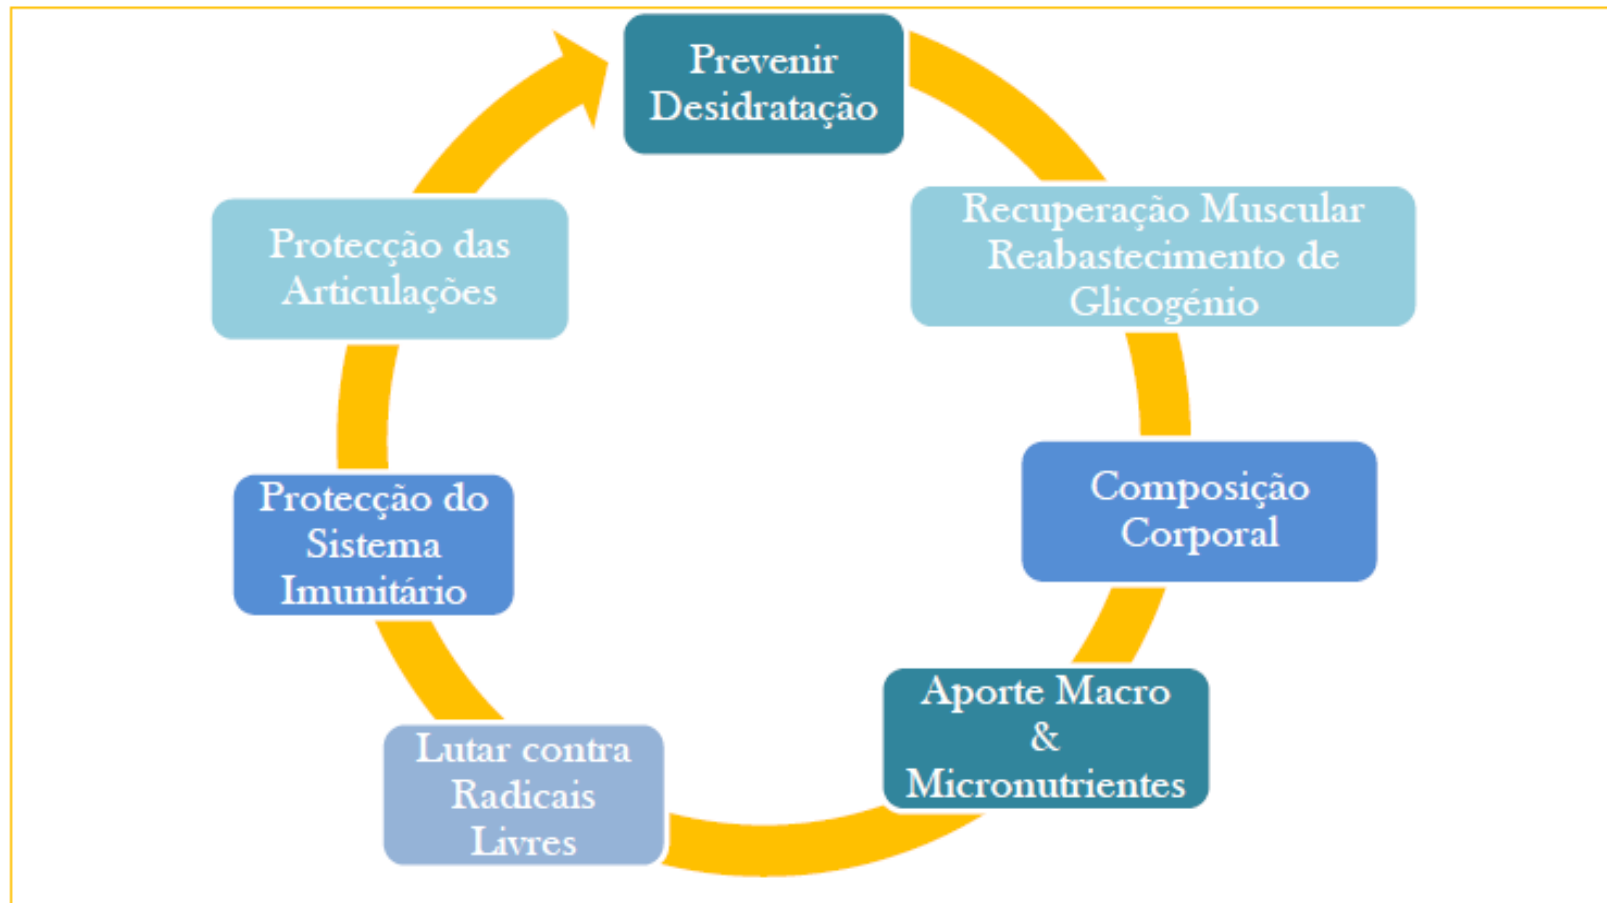 Prevenir
Desidratação
Recuperação Muscular
Reabastecimento de
Glicogénio
Composição
Corporal
Aporte Macro
&
Micronutrientes
Lutar contra
Radicais
Livres
Protecção do
Sistema
Imunitário
Protecção das
Articulações